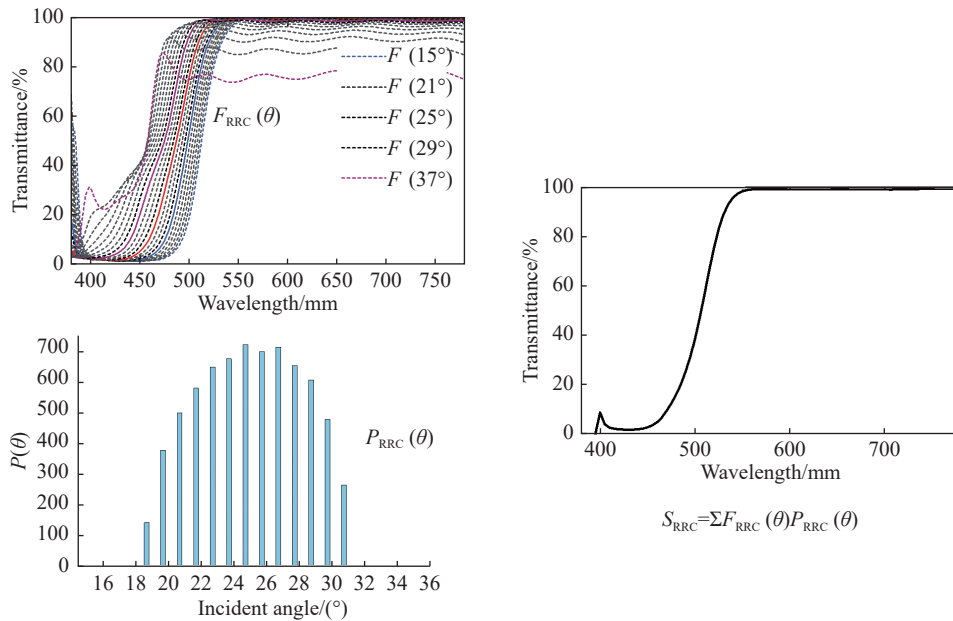 100
80
60
40
20
0
Transmittance/%
F (15°)
F (21°)
F (25°)
F (29°)
F (37°)
F_RRC (θ)
400 450 500 550 600 650 700 750
Wavelength/mm
700
600
500
400
300
200
100
0
P(θ)
P_RRC (θ)
16 18 20 22 24 26 28 30 32 34 36
Incident angle/(°)
100
80
60
40
20
0
Transmittance/%
400 500 600 700
Wavelength/mm
S_RRC=ΣF_RRC (θ)P_RRC (θ)